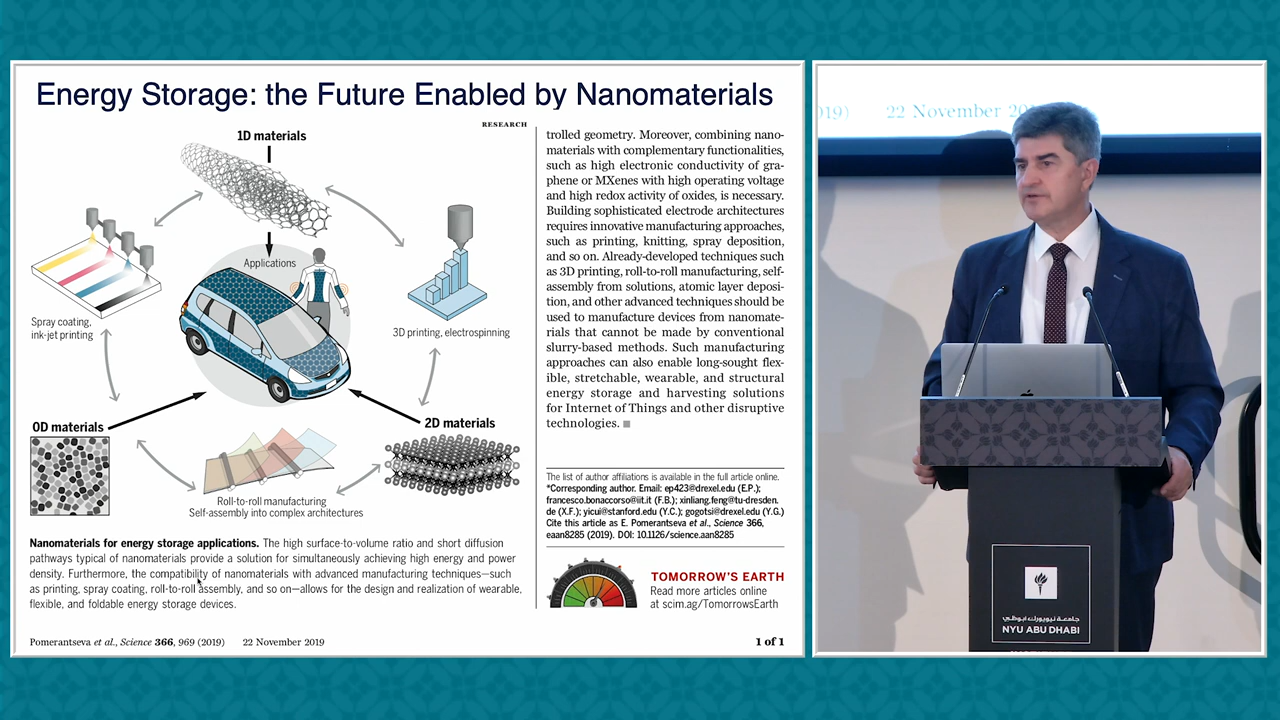 Energy Storage: the Future Enabled by Nanomaterials
RESEARCH
1D materials
Applications
Spray coating,
ink-jet printing
3D printing, electrospinning
0D materials
2D materials
Roll-to-roll manufacturing
Self-assembly into complex architectures
Nanomaterials for energy storage applications. The high surface-to-volume ratio and short diffusion
pathways typical of nanomaterials provide a solution for simultaneously achieving high energy and power
density. Furthermore, the compatibility of nanomaterials with advanced manufacturing techniques—such
as printing, spray coating, roll-to-roll assembly, and so on—allows for the design and realization of wearable,
flexible, and foldable energy storage devices.
Pomerantseva et al., Science 366, 969 (2019) 22 November 2019
1 of 1
trolled geometry. Moreover, combining nano-
materials with complementary functionalities,
such as high electronic conductivity of gra-
phene or MXenes with high operating voltage
and high redox activity of oxides, is necessary.
Building sophisticated electrode architectures
requires innovative manufacturing approaches,
such as printing, knitting, spray deposition,
and so on. Already-developed techniques such
as 3D printing, roll-to-roll manufacturing, self-
assembly from solutions, atomic layer deposi-
tion, and other advanced techniques should be
used to manufacture devices from nanomate-
rials that cannot be made by conventional
slurry-based methods. Such manufacturing
approaches can also enable long-sought flex-
ible, stretchable, wearable, and structural
energy storage and harvesting solutions
for Internet of Things and other disruptive
technologies.
The list of author affiliations is available in the full article online.
*Corresponding author. Email: ep423@drexel.edu (E.P.);
francesco.bonaccorso@iit.it (F.B.); xinliang.feng@tu-dresden.
de (X.F.); yicui@stanford.edu (Y.C.); gogotsi@drexel.edu (Y.G.)
Cite this article as E. Pomerantseva et al., Science 366,
eaan8285 (2019). DOI: 10.1126/science.aan8285
TOMORROW'S EARTH
Read more articles online
at scim.ag/TomorrowsEarth
22 November
جامعة نيويورك أبوظبي
NYU ABU DHABI